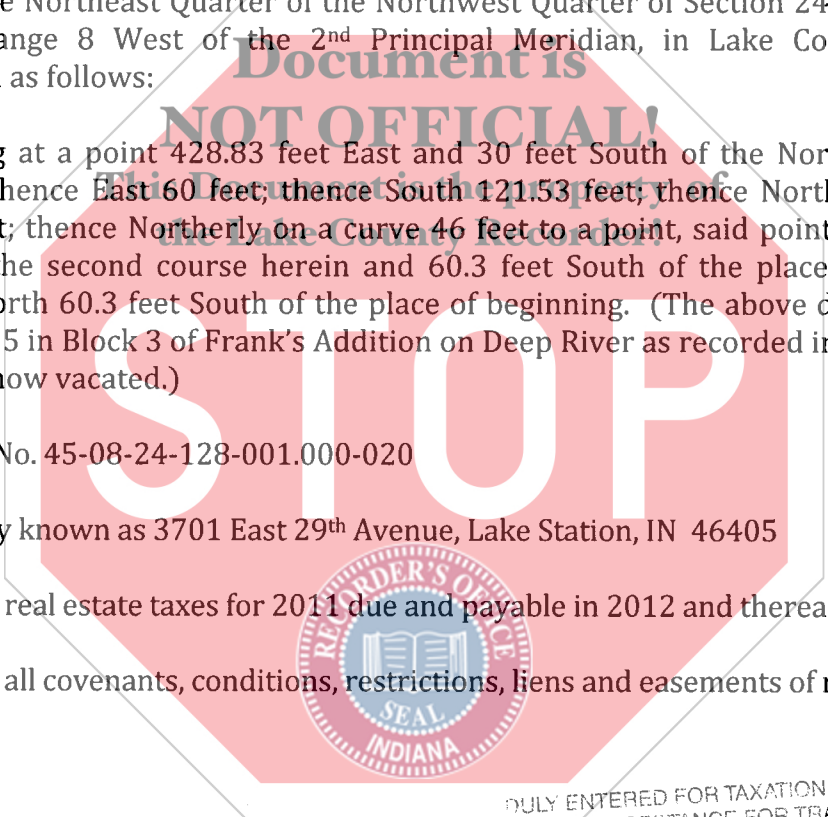 e Northeast Quarter of the Northwest Quarter of Section 24
ange 8 West of the 2nd Principal Meridian, in Lake Co
as follows:
Document is
NOT OFFICIAL!
This Document is the property of
the Lake County Recorder!
g at a point 428.83 feet East and 30 feet South of the Nor
hence East 60 feet; thence South 121.53 feet; thence North
t; thence Northerly on a curve 46 feet to a point, said point
he second course herein and 60.3 feet South of the place
orth 60.3 feet South of the place of beginning. (The above d
5 in Block 3 of Frank's Addition on Deep River as recorded in
now vacated.)
STOP
No. 45-08-24-128-001.000-020
y known as 3701 East 29th Avenue, Lake Station, IN 46405
real estate taxes for 2011 due and payable in 2012 and therea
all covenants, conditions, restrictions, liens and easements of r
RECORDER'S OFFICE
SEAL
INDIANA
DULY ENTERED FOR TAXATION
FOR TRA